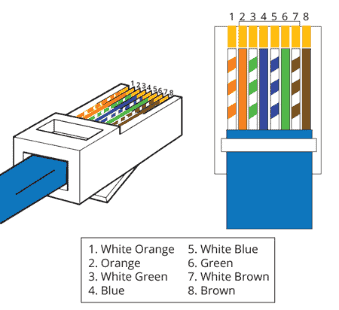 1 2 3 4 5 6 7 8
1 2 3 4 5 6 7 8
1. White Orange
2. Orange
3. White Green
4. Blue
5. White Blue
6. Green
7. White Brown
8. Brown